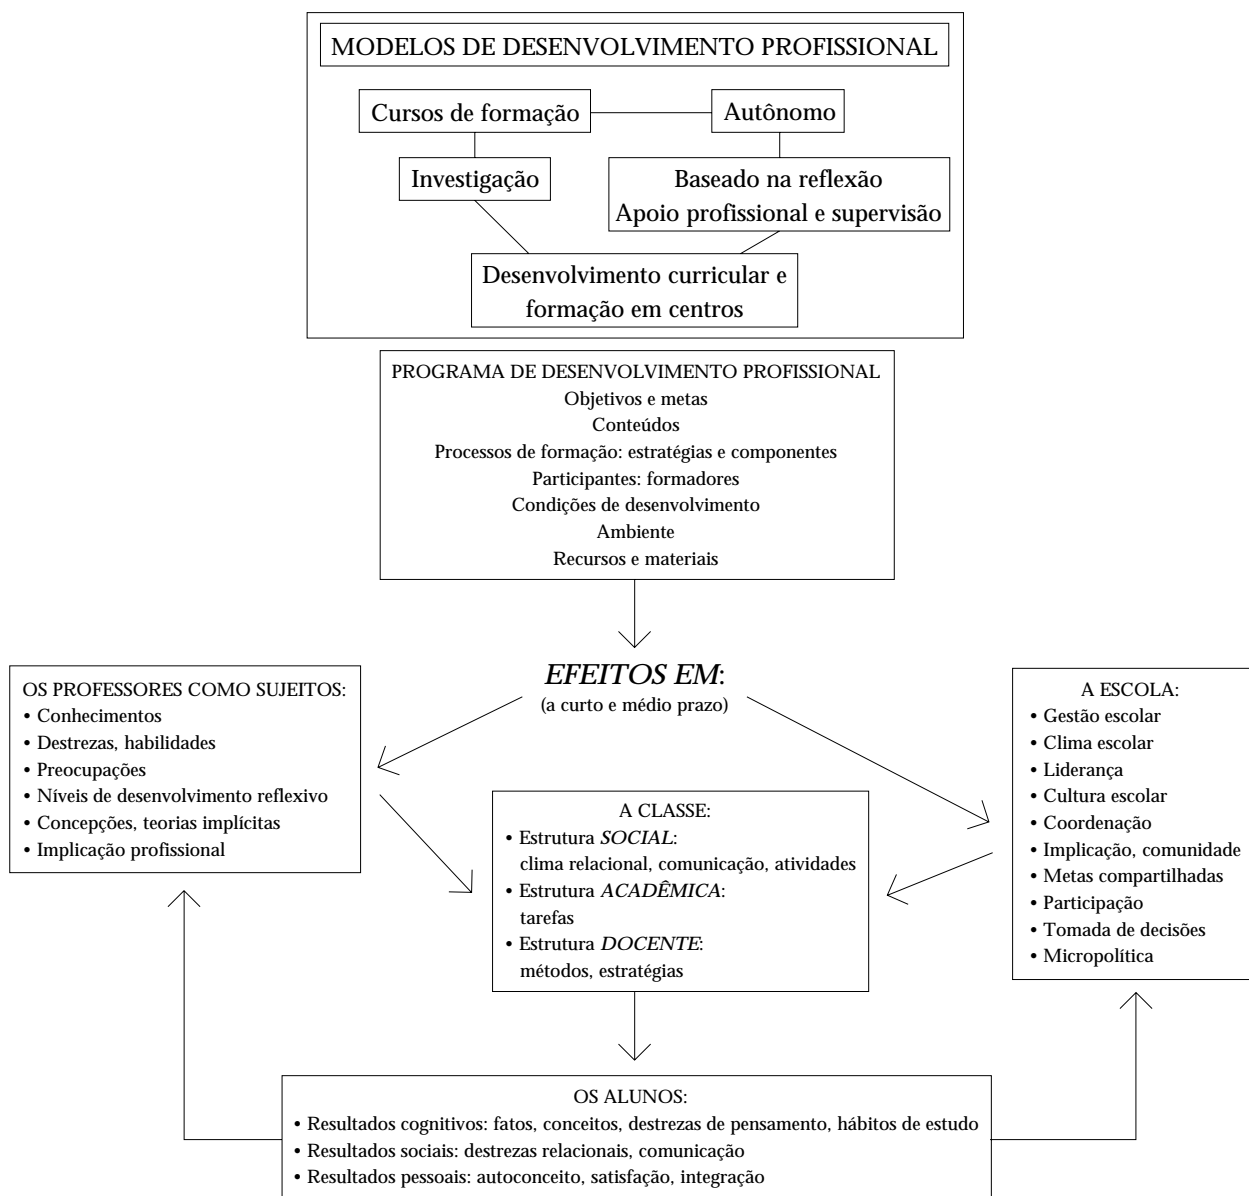 MODELOS DE DESENVOLVIMENTO PROFISSIONAL
Cursos de formação
Autônomo
Investigação
Baseado na reflexão
Apoio profissional e supervisão
Desenvolvimento curricular e
formação em centros
PROGRAMA DE DESENVOLVIMENTO PROFISSIONAL
Objetivos e metas
Conteúdos
Processos de formação: estratégias e componentes
Participantes: formadores
Condições de desenvolvimento
Ambiente
Recursos e materiais
EFEITOS EM:
(a curto e médio prazo)
OS PROFESSORES COMO SUJEITOS:
• Conhecimentos
• Destrezas, habilidades
• Preocupações
• Níveis de desenvolvimento reflexivo
• Concepções, teorias implícitas
• Implicação profissional
A CLASSE:
• Estrutura SOCIAL:
clima relacional, comunicação, atividades
• Estrutura ACADÊMICA:
tarefas
• Estrutura DOCENTE:
métodos, estratégias
A ESCOLA:
• Gestão escolar
• Clima escolar
• Liderança
• Cultura escolar
• Coordenação
• Implicação, comunidade
• Metas compartilhadas
• Participação
• Tomada de decisões
• Micropolítica
OS ALUNOS:
• Resultados cognitivos: fatos, conceitos, destrezas de pensamento, hábitos de estudo
• Resultados sociais: destrezas relacionais, comunicação
• Resultados pessoais: autoconceito, satisfação, integração